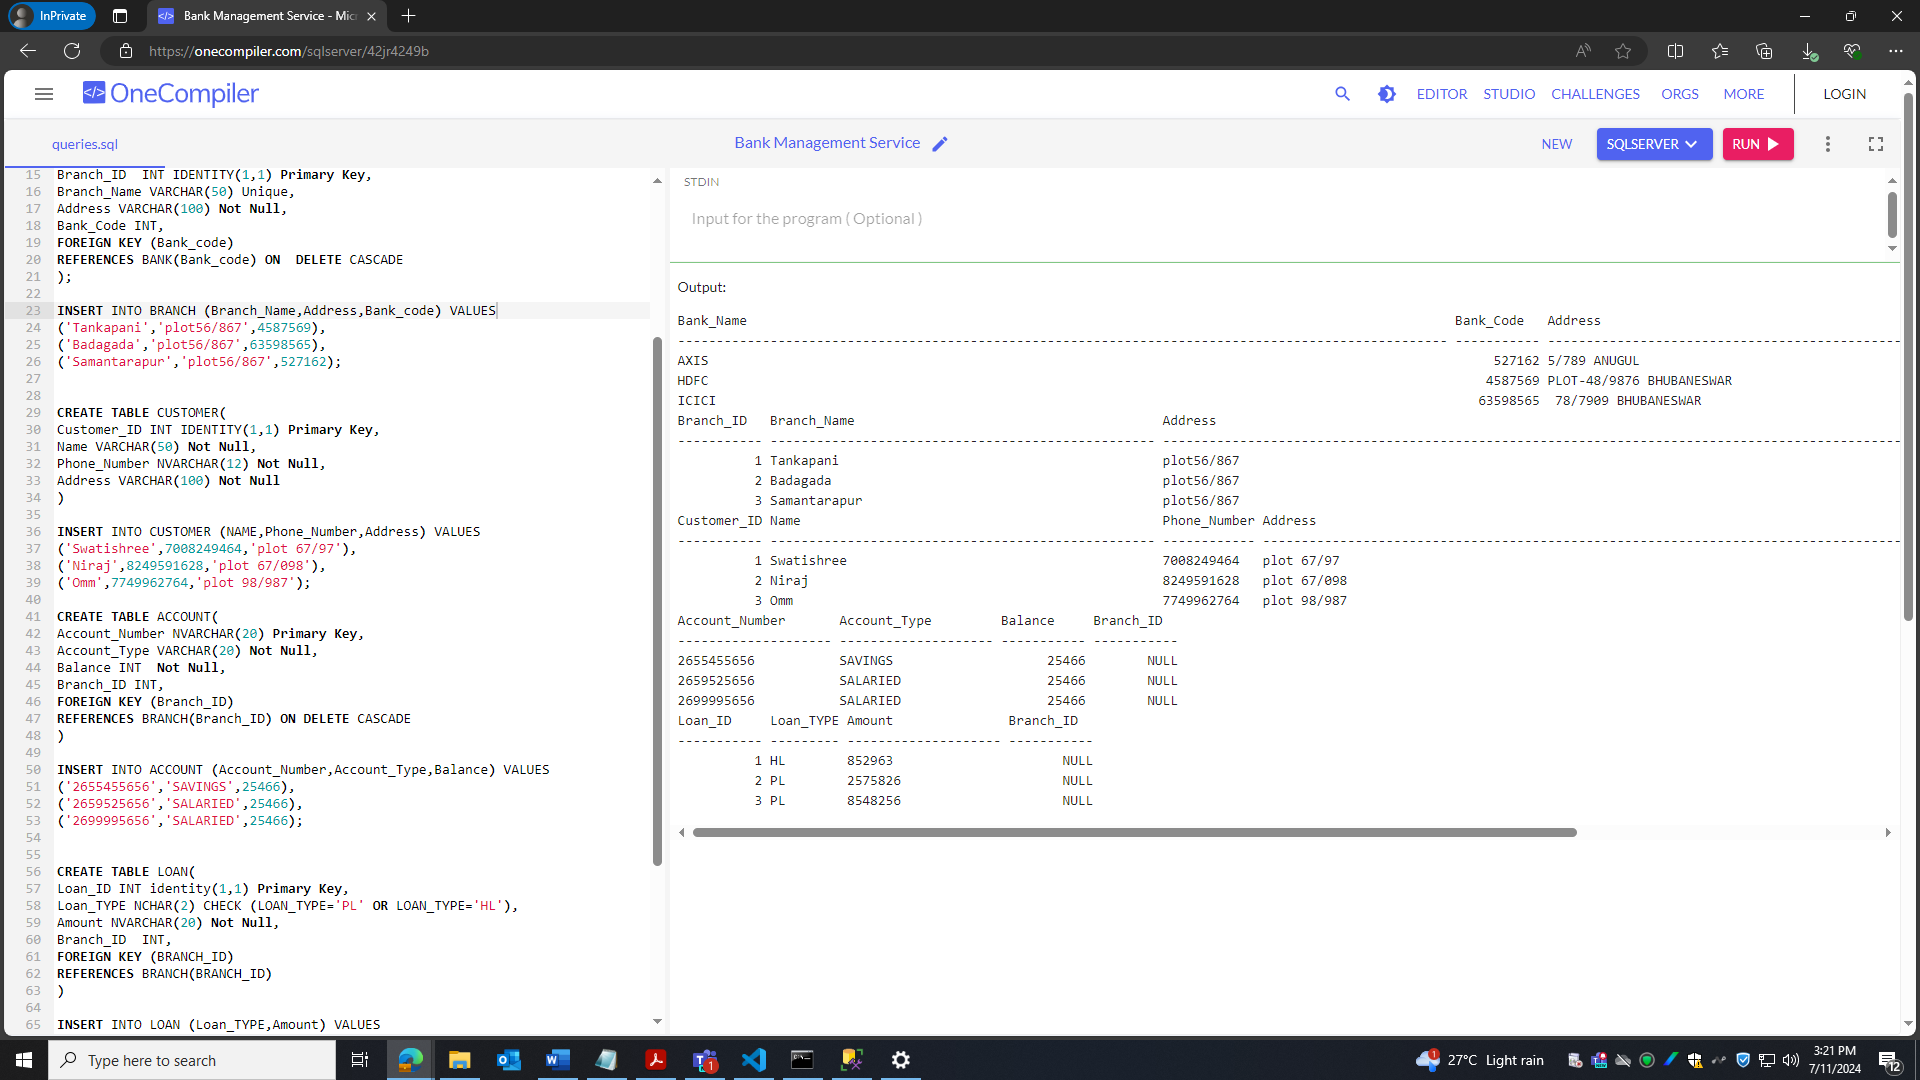 InPrivate
Bank Management Service - Mic
https://onecompiler.com/sqlserver/42jr4249b
OneCompiler
EDITOR STUDIO CHALLENGES ORGS MORE LOGIN
queries.sql
Bank Management Service
NEW SQLSERVER RUN
15 Branch_ID  INT IDENTITY(1,1) Primary Key,
16 Branch_Name VARCHAR(50) Unique,
17 Address VARCHAR(100) Not Null,
18 Bank_Code INT,
19 FOREIGN KEY (Bank_code)
20 REFERENCES BANK(Bank_code) ON  DELETE CASCADE
21 );
22
23 INSERT INTO BRANCH (Branch_Name,Address,Bank_code) VALUES
24 ('Tankapani','plot56/867',4587569),
25 ('Badagada','plot56/867',63598565),
26 ('Samantarapur','plot56/867',527162);
27
28
29 CREATE TABLE CUSTOMER(
30 Customer_ID INT IDENTITY(1,1) Primary Key,
31 Name VARCHAR(50) Not Null,
32 Phone_Number NVARCHAR(12) Not Null,
33 Address VARCHAR(100) Not Null
34 )
35
36 INSERT INTO CUSTOMER (NAME,Phone_Number,Address) VALUES
37 ('Swatishree',7008249464,'plot 67/97'),
38 ('Niraj',8249591628,'plot 67/098'),
39 ('Omm',7749962764,'plot 98/987');
40
41 CREATE TABLE ACCOUNT(
42 Account_Number NVARCHAR(20) Primary Key,
43 Account_Type VARCHAR(20) Not Null,
44 Balance INT  Not Null,
45 Branch_ID INT,
46 FOREIGN KEY (Branch_ID)
47 REFERENCES BRANCH(Branch_ID) ON DELETE CASCADE
48 )
49
50 INSERT INTO ACCOUNT (Account_Number,Account_Type,Balance) VALUES
51 ('2655455656','SAVINGS',25466),
52 ('2659525656','SALARIED',25466),
53 ('2699995656','SALARIED',25466);
54
55
56 CREATE TABLE LOAN(
57 Loan_ID INT identity(1,1) Primary Key,
58 Loan_TYPE NCHAR(2) CHECK (LOAN_TYPE='PL' OR LOAN_TYPE='HL'),
59 Amount NVARCHAR(20) Not Null,
60 Branch_ID  INT,
61 FOREIGN KEY (BRANCH_ID)
62 REFERENCES BRANCH(BRANCH_ID)
63 )
64
65 INSERT INTO LOAN (Loan_TYPE,Amount) VALUES
STDIN
Input for the program ( Optional )
Output:
Bank_Name Bank_Code Address
AXIS 527162 5/789 ANUGUL
HDFC 4587569 PLOT-48/9876 BHUBANESWAR
ICICI 63598565 78/7909 BHUBANESWAR
Branch_ID Branch_Name Address
1 Tankapani plot56/867
2 Badagada plot56/867
3 Samantarapur plot56/867
Customer_ID Name Phone_Number Address
1 Swatishree 7008249464 plot 67/97
2 Niraj 8249591628 plot 67/098
3 Omm 7749962764 plot 98/987
Account_Number Account_Type Balance Branch_ID
2655455656 SAVINGS 25466 NULL
2659525656 SALARIED 25466 NULL
2699995656 SALARIED 25466 NULL
Loan_ID Loan_TYPE Amount Branch_ID
1 HL 852963 NULL
2 PL 2575826 NULL
3 PL 8548256 NULL
Type here to search
1
1
27°C Light rain
3:21 PM
7/11/2024
12